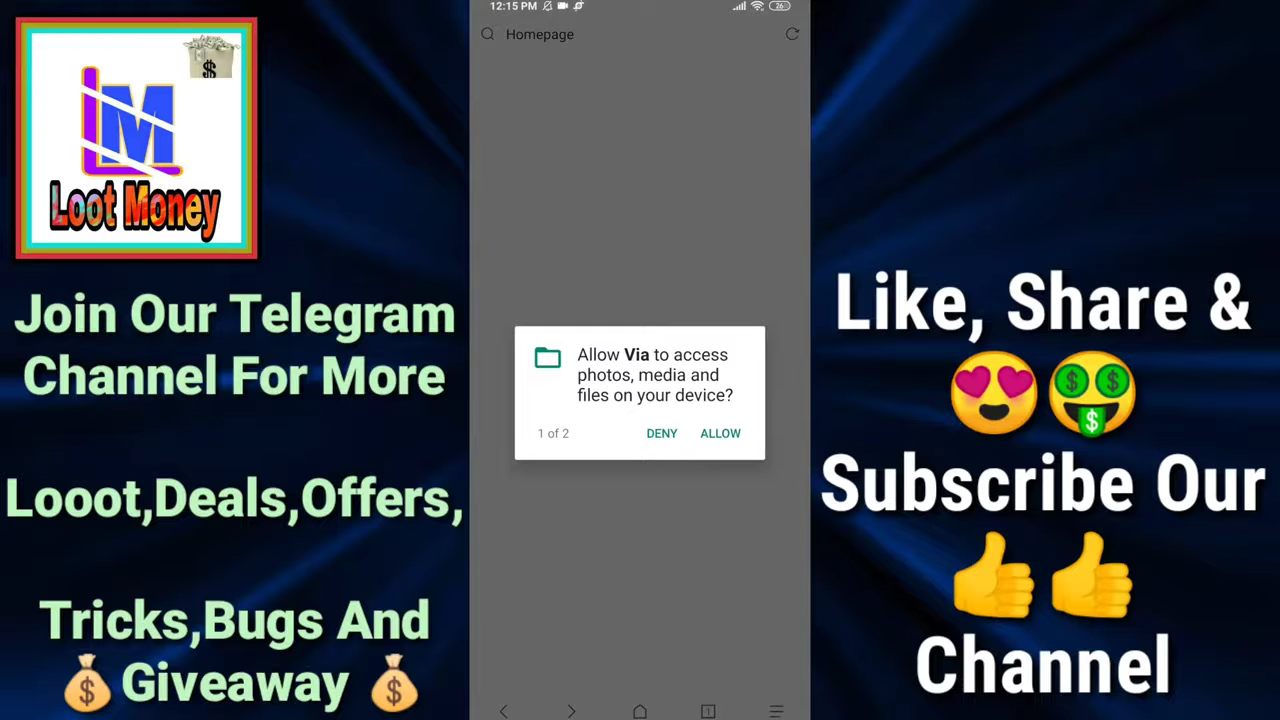 LM
Loot Money
Join Our Telegram
Channel For More
Looot,Deals,Offers,
Tricks,Bugs And
Giveaway
12:15 PM
26
Homepage
Allow Via to access
photos, media and
files on your device?
1 of 2
DENY
ALLOW
1
Like, Share &
Subscribe Our
Channel